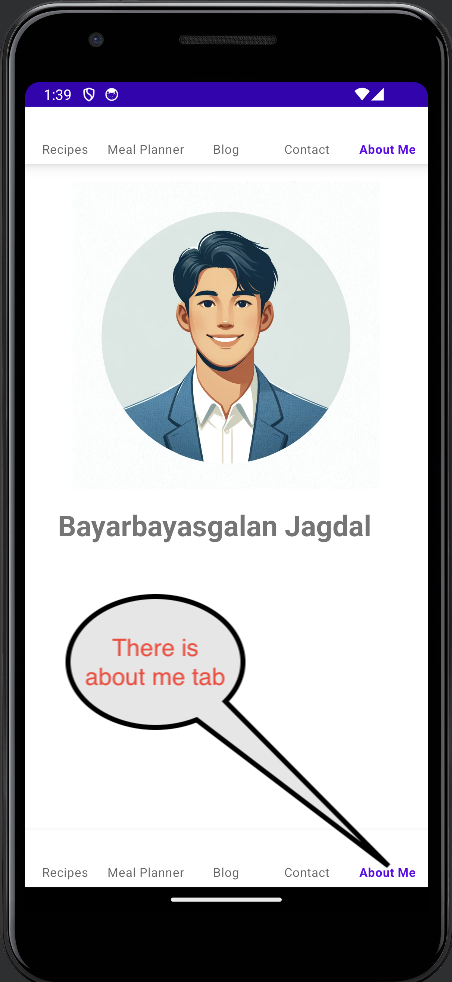 1:39
Recipes Meal Planner Blog Contact About Me
Bayarbayasgalan Jagdal
There is
about me tab
Recipes Meal Planner Blog Contact About Me